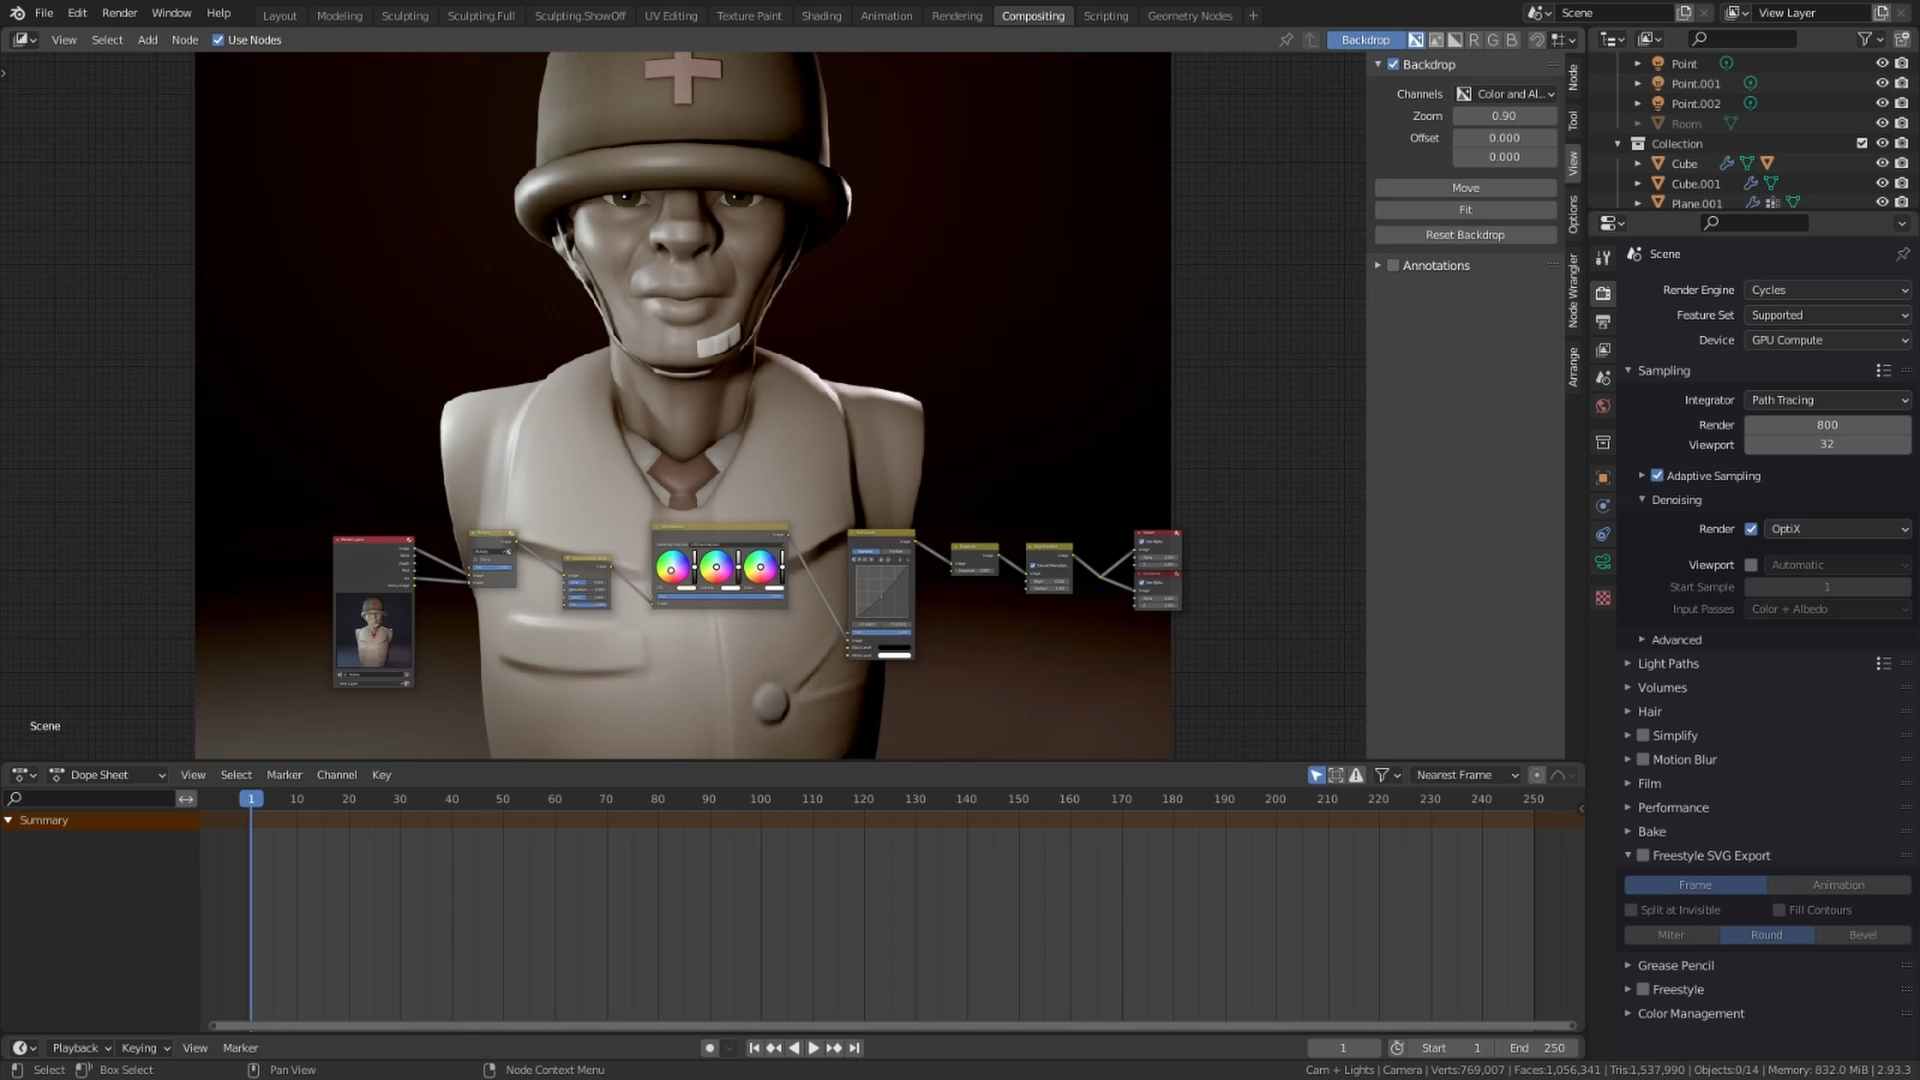 File Edit Render Window Help Layout Modeling Sculpting Sculpting.Full Sculpting.ShowOff UV Editing Texture Paint Shading Animation Rendering Compositing Scripting Geometry Nodes + Scene View Layer
View Select Add Node Use Nodes Backdrop R G B
Backdrop
Channels Color and Al...
Zoom 0.90
Offset 0.000
0.000
Move
Fit
Reset Backdrop
Annotations
Node
Tool
View
Options
Node Wrangler
Arrange
Point
Point.001
Point.002
Room
Collection
Cube
Cube.001
Plane.001
Scene
Render Engine Cycles
Feature Set Supported
Device GPU Compute
Sampling
Integrator Path Tracing
Render 800
Viewport 32
Adaptive Sampling
Denoising
Render OptiX
Viewport Automatic
Start Sample 1
Input Passes Color + Albedo
Advanced
Light Paths
Volumes
Hair
Simplify
Motion Blur
Film
Performance
Bake
Freestyle SVG Export
Frame Animation
Split at Invisible Fill Contours
Miter Round Bevel
Grease Pencil
Freestyle
Color Management
Scene
Dope Sheet View Select Marker Channel Key Nearest Frame
1 10 20 30 40 50 60 70 80 90 100 110 120 130 140 150 160 170 180 190 200 210 220 230 240 250
Summary
Playback Keying View Marker 1 Start 1 End 250
Select Box Select Pan View Node Context Menu Cam + Lights | Camera | Verts:769,007 | Faces:1,056,341 | Tris:1,537,990 | Objects:0/14 | Memory: 832.0 MiB | 2.93.3